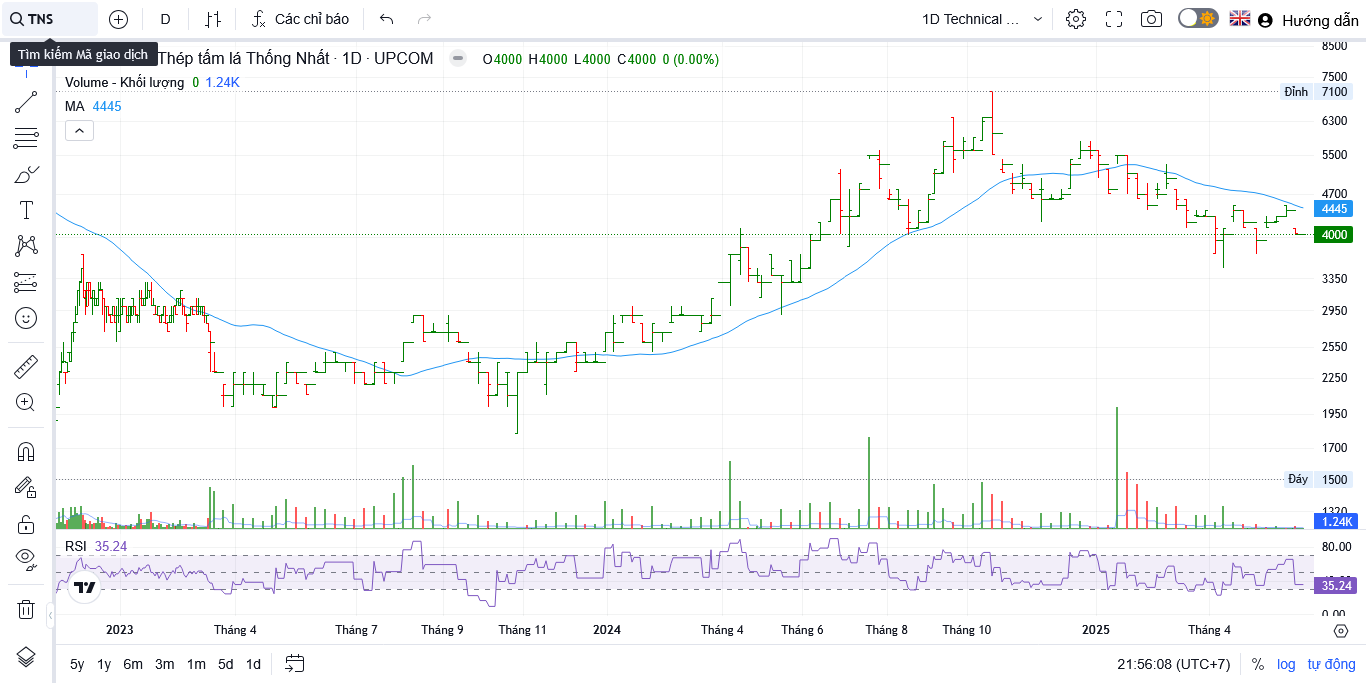 TNS D Các chỉ báo 1D Technical ... Hướng dẫn
Tìm kiếm Mã giao dịch
Thép tấm lá Thống Nhất · 1D · UPCOM O4000 H4000 L4000 C4000 0 (0.00%)
Volume - Khối lượng 0 1.24K
MA 4445
8500
7500
Đỉnh 7100
6300
5500
4700
4445
4000
3350
2950
2550
2250
1950
1700
Đáy 1500
1.24K
RSI 35.24
80.00
35.24
0.00
2023 Tháng 4 Tháng 7 Tháng 9 Tháng 11 2024 Tháng 4 Tháng 6 Tháng 8 Tháng 10 2025 Tháng 4
5y 1y 6m 3m 1m 5d 1d 21:56:08 (UTC+7) % log tự động